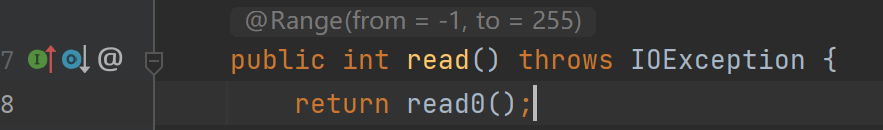 @Range(from = -1, to = 255)
7 @ public int read() throws IOException {
8 return read0();